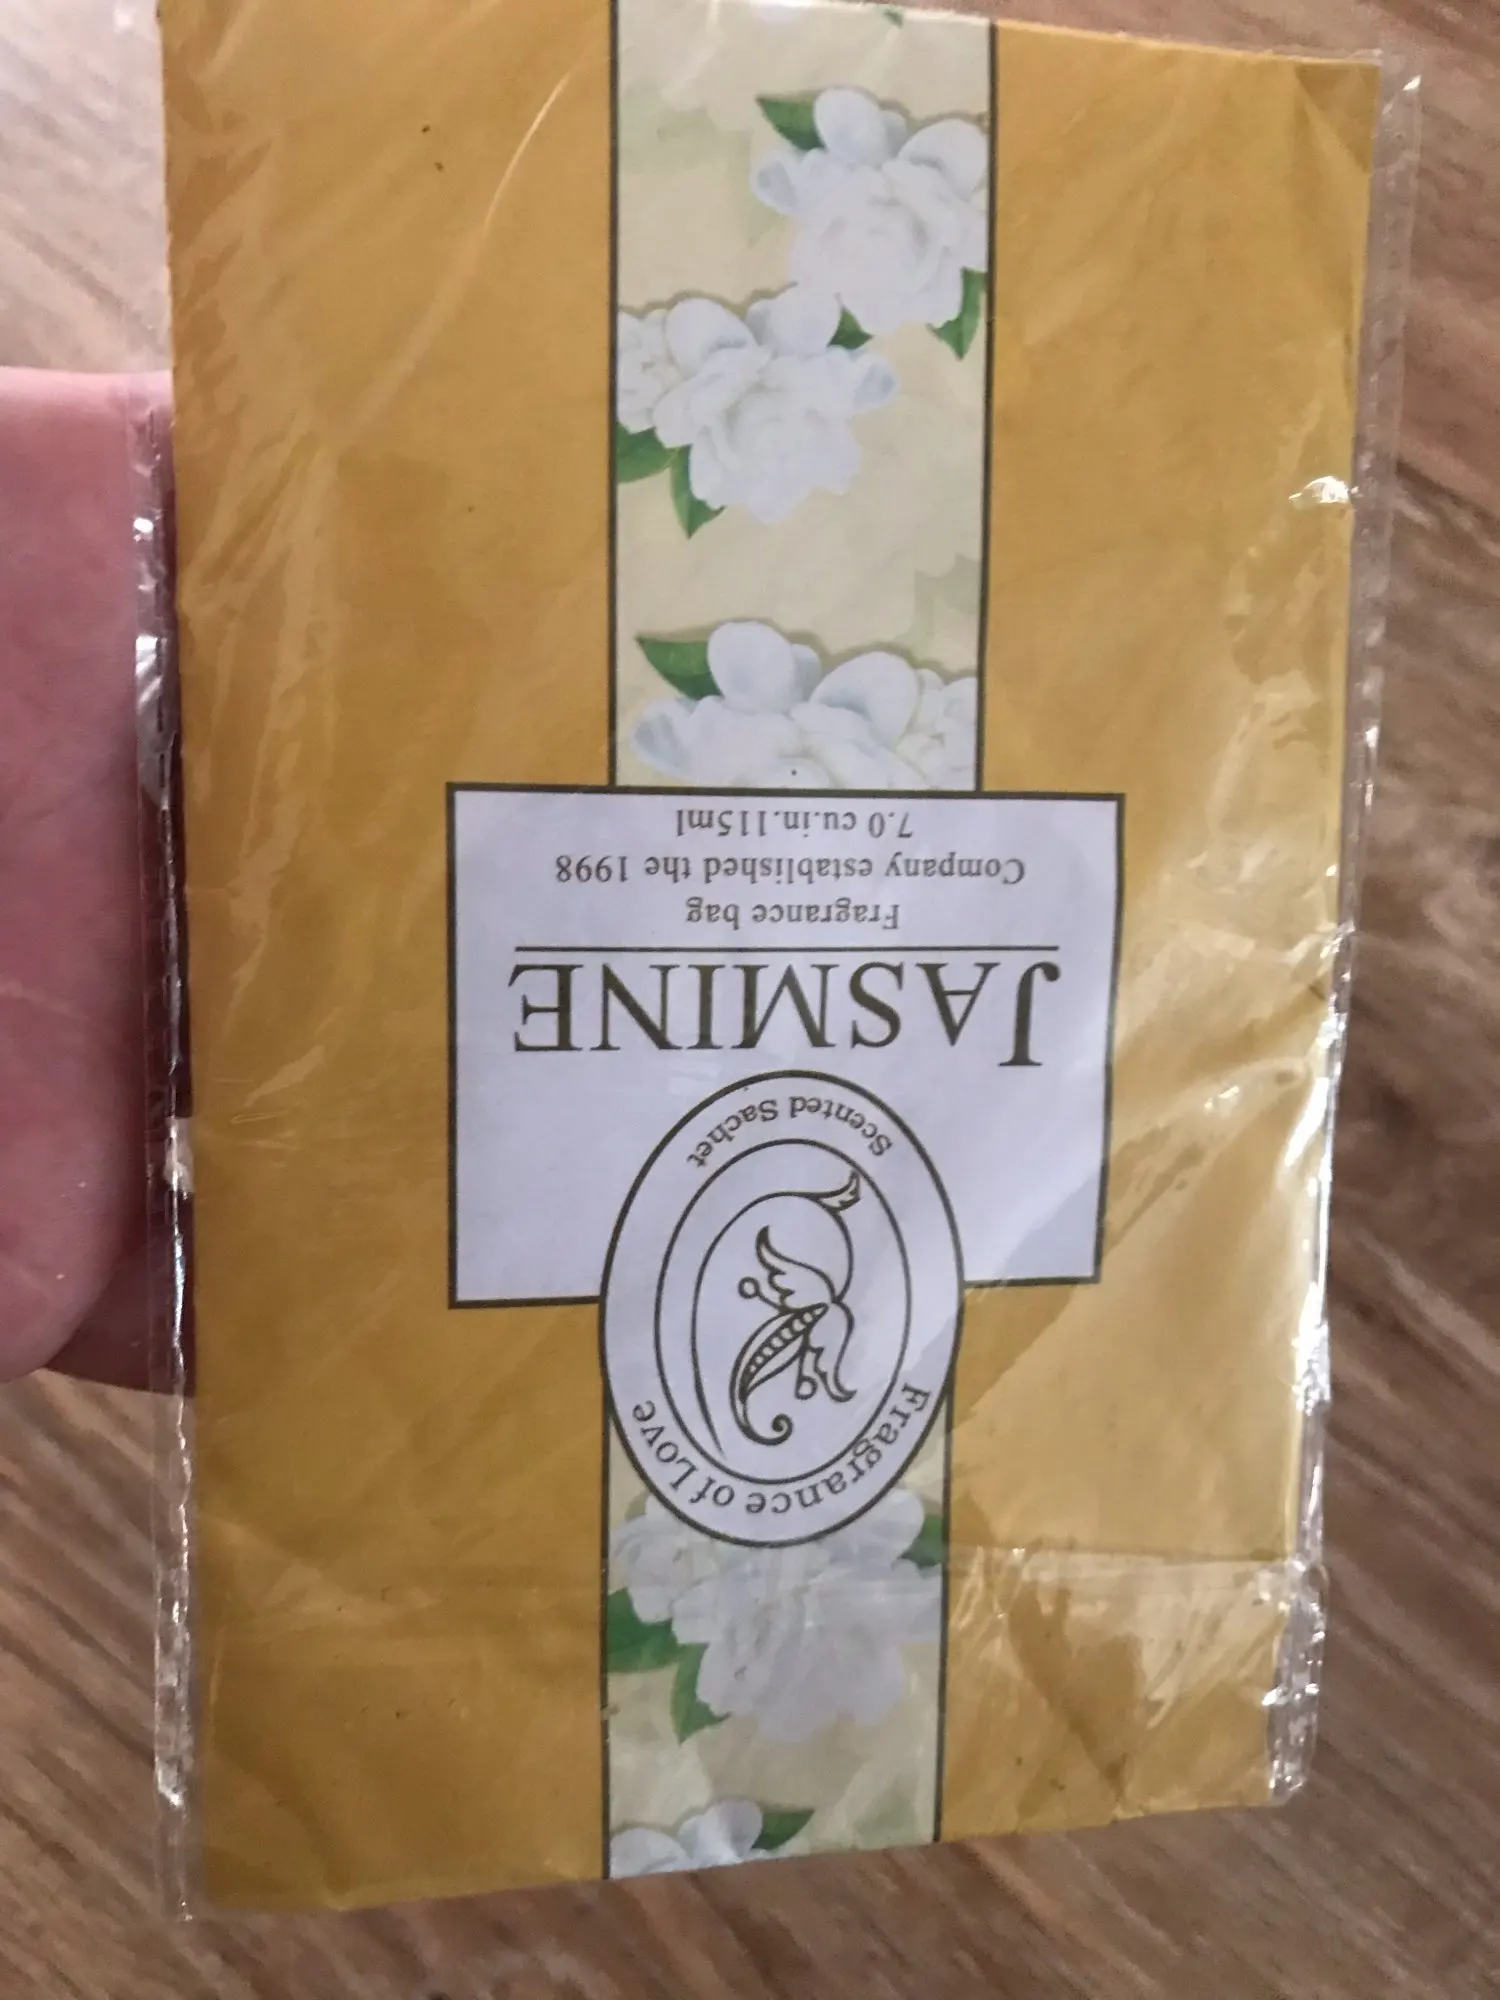 Fragrance of Love
Scented Sachet
JASMINE
Fragrance bag
Company established the 1998
7.0 cu.in.115ml